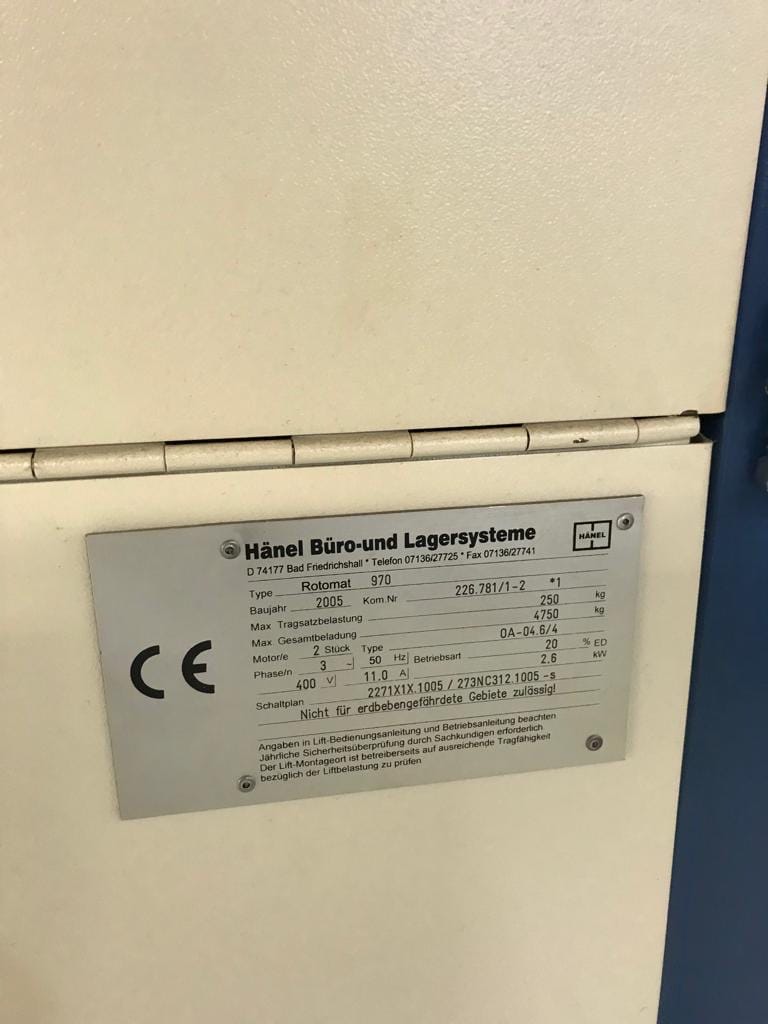 Hänel Büro-und Lagersysteme
HÄNEL
D 74177 Bad Friedrichshall * Telefon 07136/27725 * Fax 07136/27741
Type Rotomat 970
Baujahr 2005 Kom.Nr 226.781/1-2 *1
Max Tragsatzbelastung 250 kg
Max. Gesamtbeladung 4750 kg
Motor/e 2 Stück Type 0A-04.6/4
Phase/n 3 ~ 50 Hz Betriebsart 20 % ED
400 V 11.0 A 2.6 kW
Schaltplan 2271X1X.1005 / 273NC312.1005 -s
Nicht für erdbebengefährdete Gebiete zulässig!
Angaben in Lift-Bedienungsanleitung und Betriebsanleitung beachten
Jährliche Sicherheitsüberprüfung durch Sachkundigen erforderlich.
Der Lift-Montageort ist betreiberseits auf ausreichende Tragfähigkeit
bezüglich der Liftbelastung zu prüfen
CE